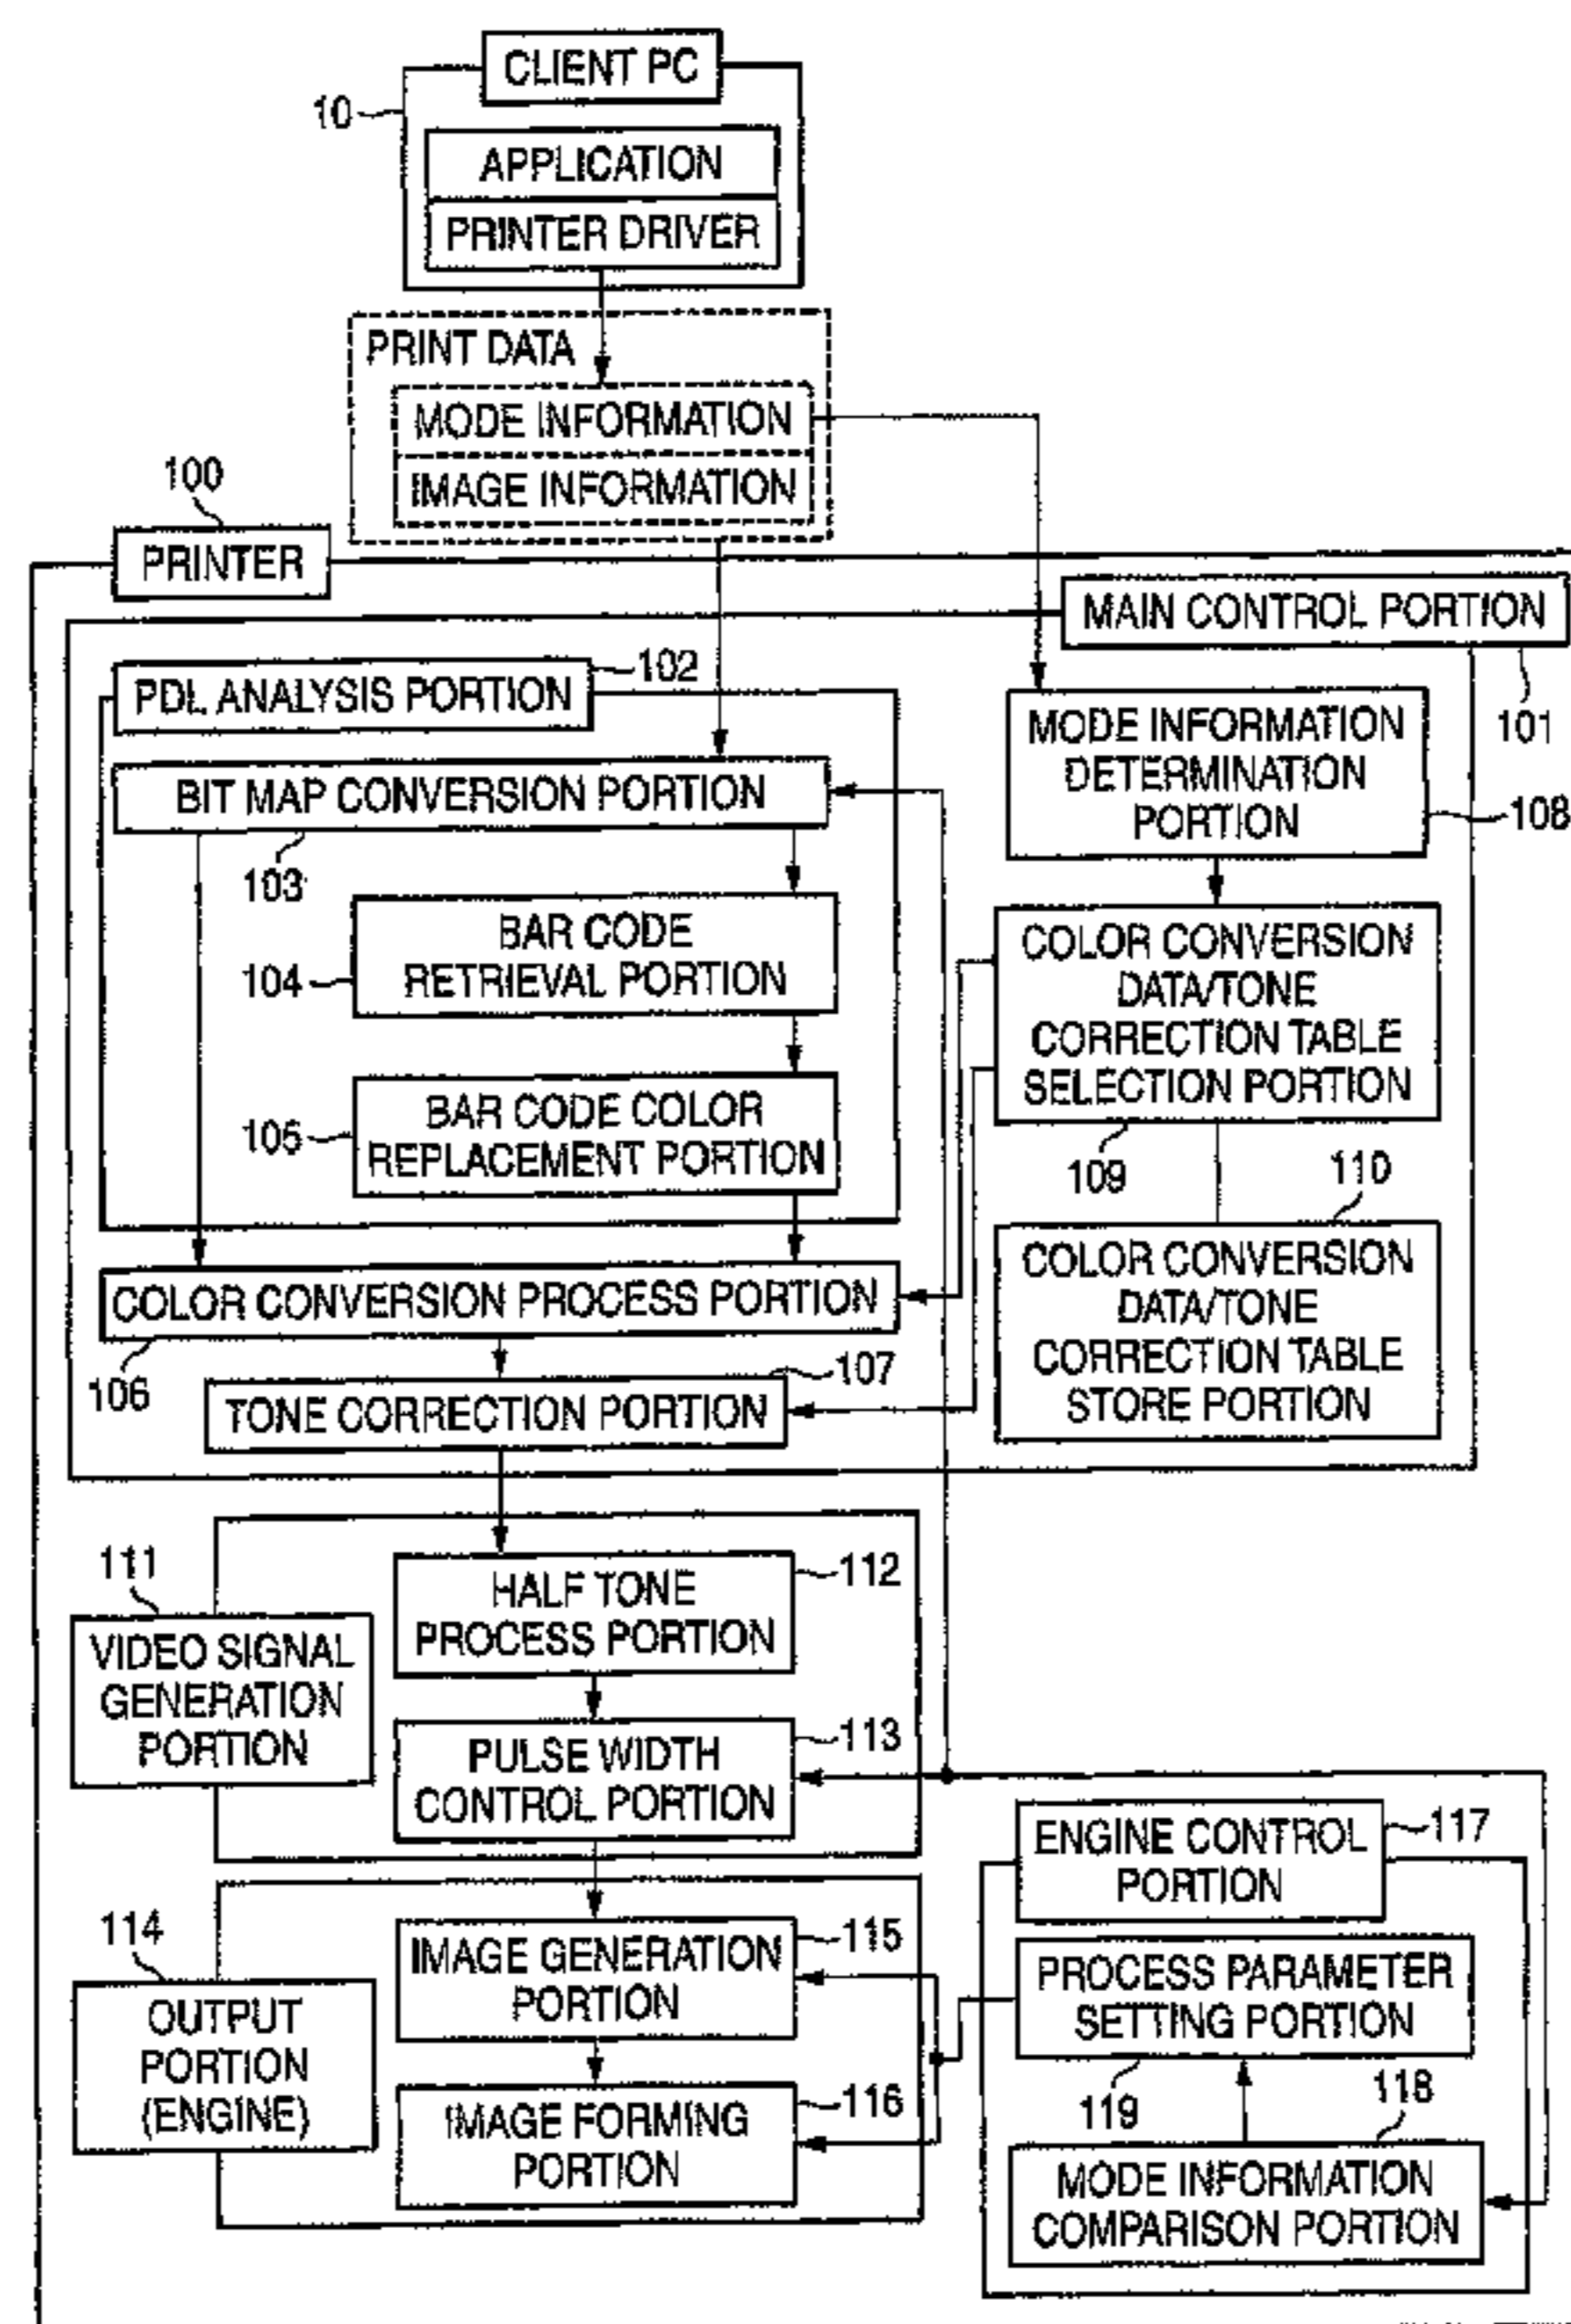 CLIENT PC
10
APPLICATION
PRINTER DRIVER
PRINT DATA
MODE INFORMATION
IMAGE INFORMATION
100
PRINTER
MAIN CONTROL PORTION
101
PDL ANALYSIS PORTION
102
BIT MAP CONVERSION PORTION
103
MODE INFORMATION
DETERMINATION
PORTION
108
BAR CODE
RETRIEVAL PORTION
104
COLOR CONVERSION
DATA/TONE
CORRECTION TABLE
SELECTION PORTION
109
BAR CODE COLOR
REPLACEMENT PORTION
105
110
COLOR CONVERSION
DATA/TONE
CORRECTION TABLE
STORE PORTION
COLOR CONVERSION PROCESS PORTION
106
107
TONE CORRECTION PORTION
111
VIDEO SIGNAL
GENERATION
PORTION
HALF TONE
PROCESS PORTION
112
PULSE WIDTH
CONTROL PORTION
113
ENGINE CONTROL
PORTION
117
114
OUTPUT
PORTION
(ENGINE)
IMAGE GENERATION
PORTION
115
PROCESS PARAMETER
SETTING PORTION
119
IMAGE FORMING
PORTION
116
118
MODE INFORMATION
COMPARISON PORTION